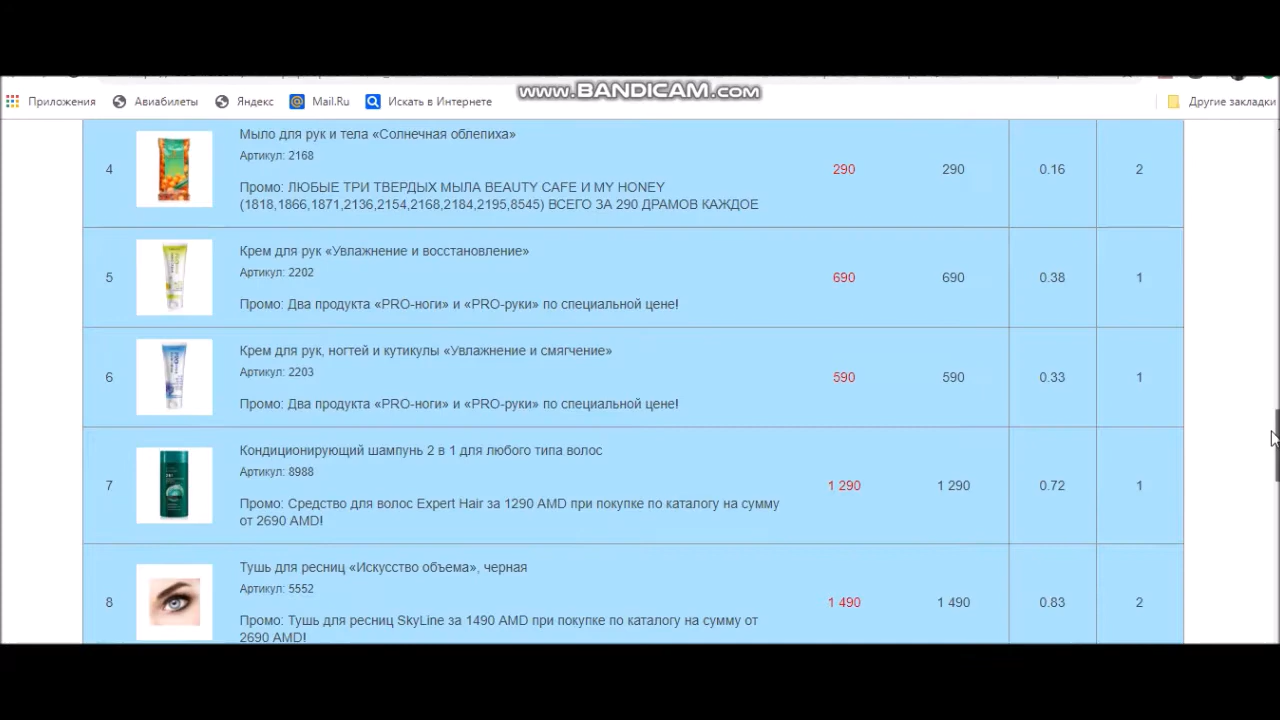 www.BANDICAM.com
Приложения Авиабилеты Яндекс Mail.Ru Искать в Интернете Другие закладки
4 Мыло для рук и тела «Солнечная облепиха» 290 290 0.16 2
Артикул: 2168
Промо: ЛЮБЫЕ ТРИ ТВЕРДЫХ МЫЛА BEAUTY CAFE И MY HONEY
(1818,1866,1871,2136,2154,2168,2184,2195,8545) ВСЕГО ЗА 290 ДРАМОВ КАЖДОЕ
5 Крем для рук «Увлажнение и восстановление» 690 690 0.38 1
Артикул: 2202
Промо: Два продукта «PRO-ноги» и «PRO-руки» по специальной цене!
6 Крем для рук, ногтей и кутикулы «Увлажнение и смягчение» 590 590 0.33 1
Артикул: 2203
Промо: Два продукта «PRO-ноги» и «PRO-руки» по специальной цене!
7 Кондиционирующий шампунь 2 в 1 для любого типа волос 1 290 1 290 0.72 1
Артикул: 8988
Промо: Средство для волос Expert Hair за 1290 AMD при покупке по каталогу на сумму
от 2690 AMD!
8 Тушь для ресниц «Искусство объема», черная 1 490 1 490 0.83 2
Артикул: 5552
Промо: Тушь для ресниц SkyLine за 1490 AMD при покупке по каталогу на сумму от
2690 AMD!